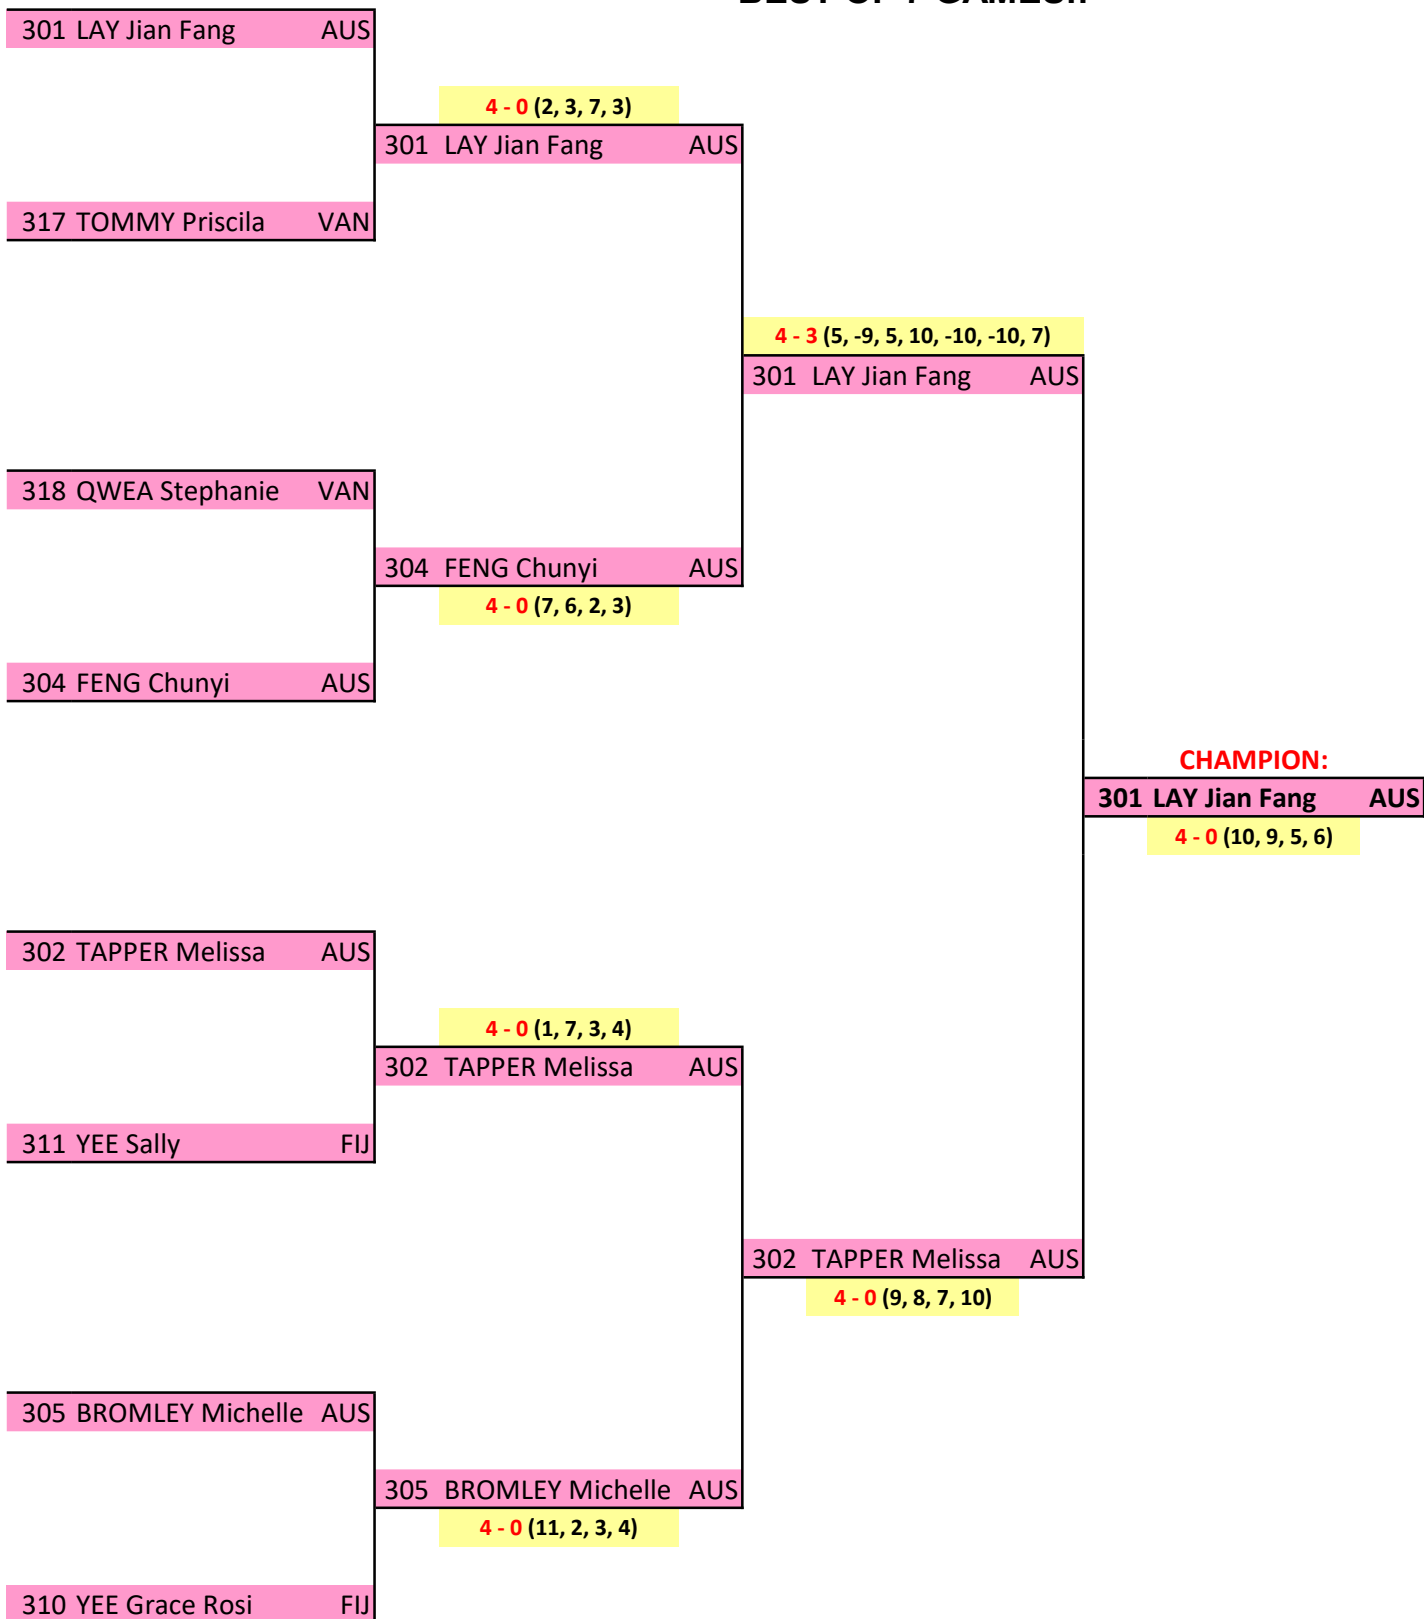 301 LAY Jian Fang AUS
4 - 0 (2, 3, 7, 3)
301 LAY Jian Fang AUS
317 TOMMY Priscila VAN
4 - 3 (5, -9, 5, 10, -10, -10, 7)
301 LAY Jian Fang AUS
318 QWEA Stephanie VAN
304 FENG Chunyi AUS
4 - 0 (7, 6, 2, 3)
304 FENG Chunyi AUS
CHAMPION:
301 LAY Jian Fang AUS
4 - 0 (10, 9, 5, 6)
302 TAPPER Melissa AUS
4 - 0 (1, 7, 3, 4)
302 TAPPER Melissa AUS
311 YEE Sally FIJ
302 TAPPER Melissa AUS
4 - 0 (9, 8, 7, 10)
305 BROMLEY Michelle AUS
305 BROMLEY Michelle AUS
4 - 0 (11, 2, 3, 4)
310 YEE Grace Rosi FIJ